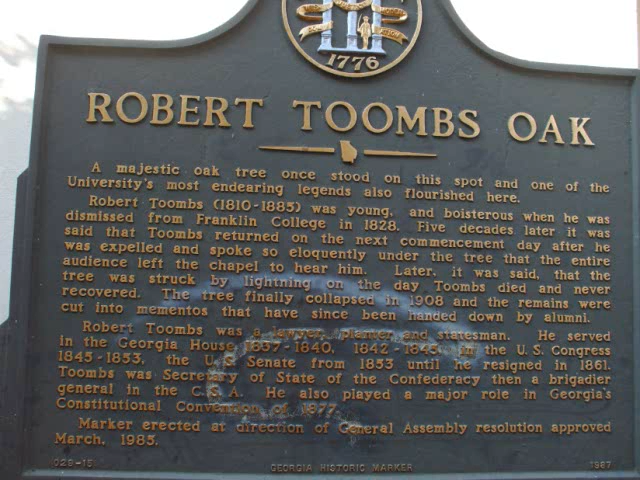 1776
ROBERT TOOMBS OAK
A majestic oak tree once stood on this spot and one of the
University's most endearing legends also flourished here.
Robert Toombs (1810-1885) was young, and boisterous when he was
dismissed from Franklin College in 1828. Five decades later it was
said that Toombs returned on the next commencement day after he
was expelled and spoke so eloquently under the tree that the entire
audience left the chapel to hear him. Later, it was said, that the
tree was struck by lightning on the day Toombs died and never
recovered. The tree finally collapsed in 1908 and the remains were
cut into mementos that have since been handed down by alumni.
Robert Toombs was a lawyer, planter and statesman. He served
in the Georgia House 1837-1840, 1842-1845, in the U.S. Congress
1845-1853, the U.S. Senate from 1853 until he resigned in 1861.
Toombs was Secretary of State of the Confederacy then a brigadier
general in the C.S.A. He also played a major role in Georgia's
Constitutional Convention of 1877.
Marker erected at direction of General Assembly resolution approved
March, 1985.
029-15 GEORGIA HISTORIC MARKER 1987